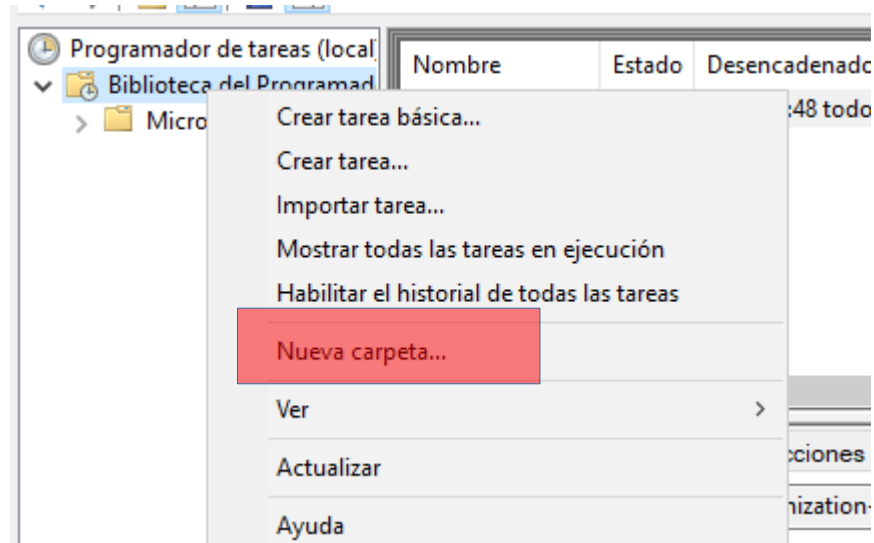 Programador de tareas (local
Nombre Estado Desencadenado
Biblioteca del Programad
:48 todo
Micro
Crear tarea básica...
Crear tarea...
Importar tarea...
Mostrar todas las tareas en ejecución
Habilitar el historial de todas las tareas
Nueva carpeta...
Ver
Actualizar
cciones
Ayuda
nization-